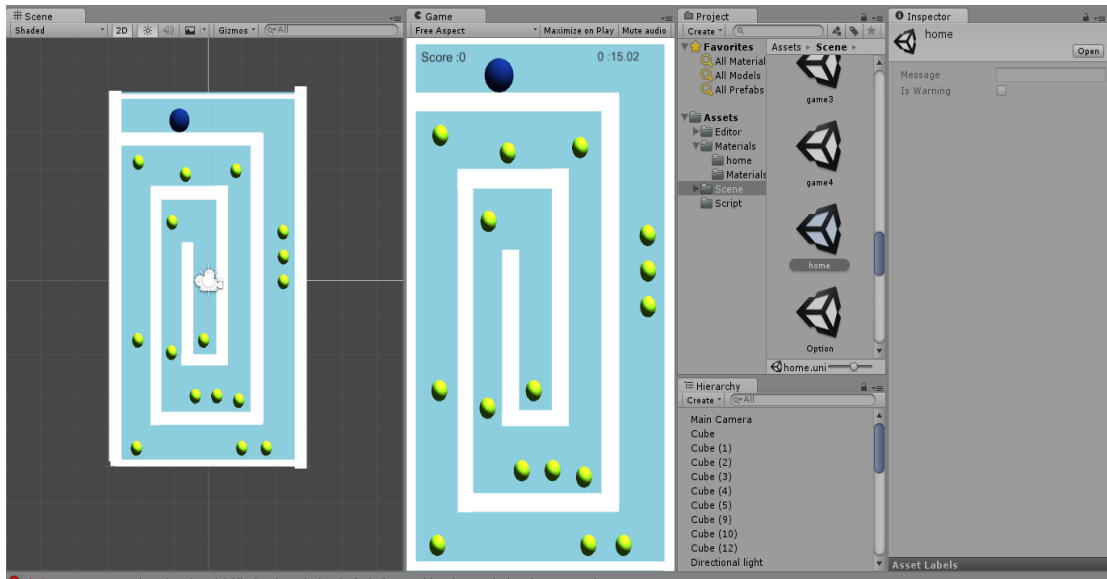 Scene
Shaded 2D Gizmos All
Game
Free Aspect Maximize on Play Mute audio
Score :0 0 :15.02
Project
Create
Favorites
All Material
All Models
All Prefabs
Assets
Editor
Materials
home
Materials
Scene
Script
Assets Scene
game3
game4
home
Option
home.uni
Hierarchy
Create All
Main Camera
Cube
Cube (1)
Cube (2)
Cube (3)
Cube (4)
Cube (5)
Cube (9)
Cube (10)
Cube (12)
Directional light
Inspector
home
Open
Message
Is Warning
Asset Labels